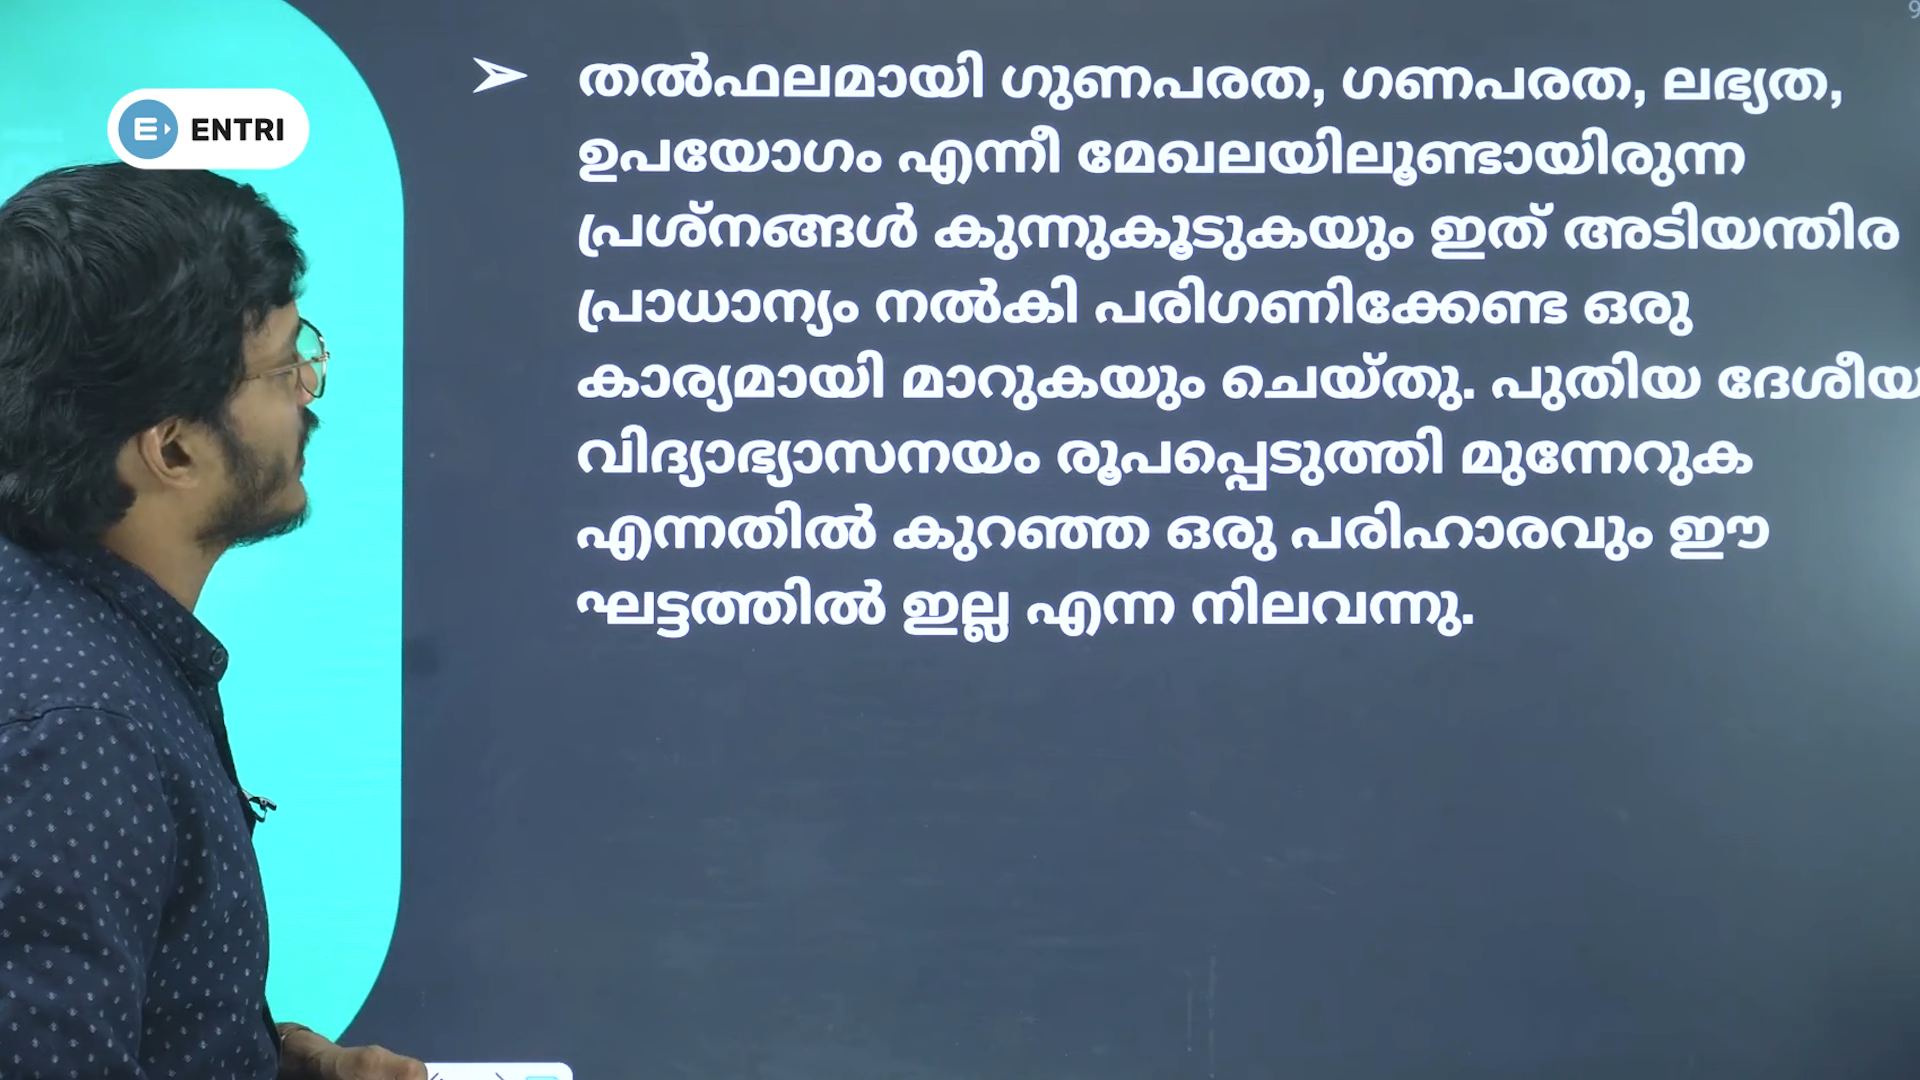 ENTRI
➤ തൽഫലമായി ഗുണപരത, ഗണപരത, ലഭ്യത,
ഉപയോഗം എന്നീ മേഖലയിലൂണ്ടായിരുന്ന
പ്രശ്നങ്ങൾ കുന്നുകൂടുകയും ഇത് അടിയന്തിര
പ്രാധാന്യം നൽകി പരിഗണിക്കേണ്ട ഒരു
കാര്യമായി മാറുകയും ചെയ്തു. പുതിയ ദേശീയ
വിദ്യാഭ്യാസനയം രൂപപ്പെടുത്തി മുന്നേറുക
എന്നതിൽ കുറഞ്ഞ ഒരു പരിഹാരവും ഈ
ഘട്ടത്തിൽ ഇല്ല എന്ന നിലവന്നു.